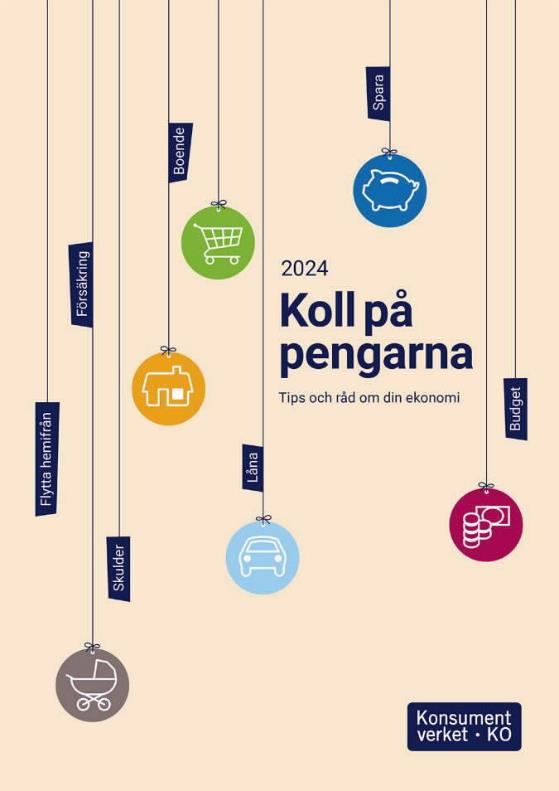 Spara
Boende
Försäkring
2024
Koll på
pengarna
Tips och råd om din ekonomi
Budget
Flytta hemifrån
Låna
Skulder
Konsument
verket • KO